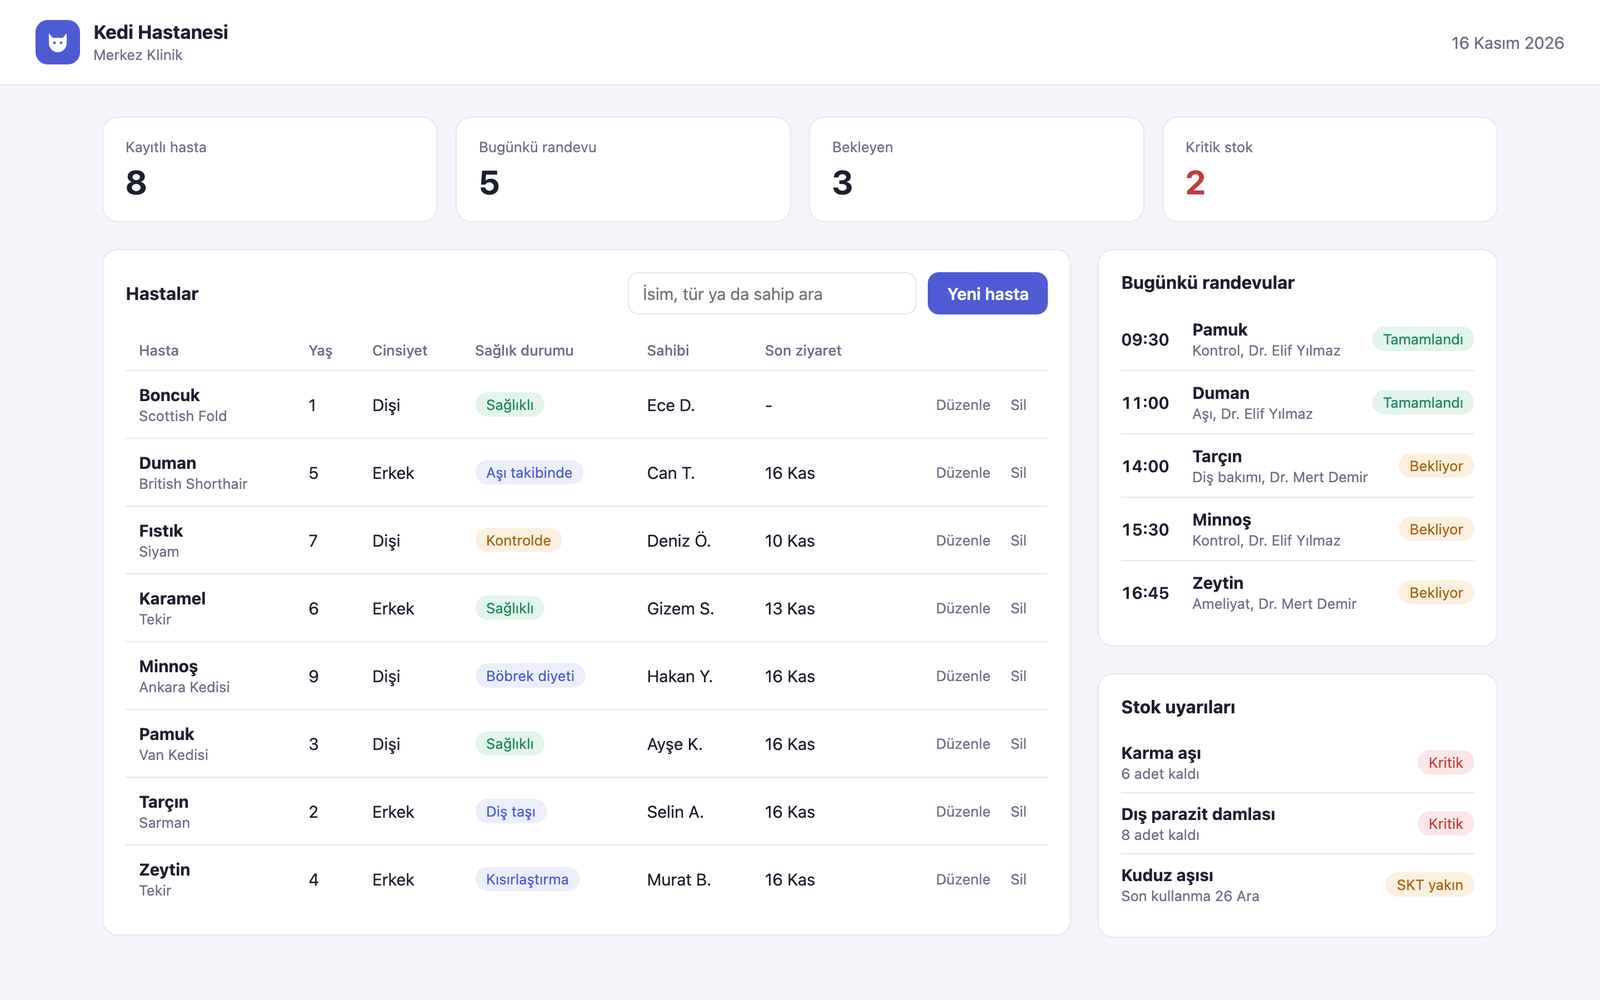 Kedi Hastanesi
Merkez Klinik
16 Kasım 2026
Kayıtlı hasta
8
Bugünkü randevu
5
Bekleyen
3
Kritik stok
2
Hastalar
İsim, tür ya da sahip ara
Yeni hasta
Hasta Yaş Cinsiyet Sağlık durumu Sahibi Son ziyaret
Boncuk
Scottish Fold
1 Dişi Sağlıklı Ece D. - Düzenle Sil
Duman
British Shorthair
5 Erkek Aşı takibinde Can T. 16 Kas Düzenle Sil
Fıstık
Siyam
7 Dişi Kontrolde Deniz Ö. 10 Kas Düzenle Sil
Karamel
Tekir
6 Erkek Sağlıklı Gizem S. 13 Kas Düzenle Sil
Minnoş
Ankara Kedisi
9 Dişi Böbrek diyeti Hakan Y. 16 Kas Düzenle Sil
Pamuk
Van Kedisi
3 Dişi Sağlıklı Ayşe K. 16 Kas Düzenle Sil
Tarçın
Sarman
2 Erkek Diş taşı Selin A. 16 Kas Düzenle Sil
Zeytin
Tekir
4 Erkek Kısırlaştırma Murat B. 16 Kas Düzenle Sil
Bugünkü randevular
09:30
Pamuk
Kontrol, Dr. Elif Yılmaz
Tamamlandı
11:00
Duman
Aşı, Dr. Elif Yılmaz
Tamamlandı
14:00
Tarçın
Diş bakımı, Dr. Mert Demir
Bekliyor
15:30
Minnoş
Kontrol, Dr. Elif Yılmaz
Bekliyor
16:45
Zeytin
Ameliyat, Dr. Mert Demir
Bekliyor
Stok uyarıları
Karma aşı
6 adet kaldı
Kritik
Dış parazit damlası
8 adet kaldı
Kritik
Kuduz aşısı
Son kullanma 26 Ara
SKT yakın